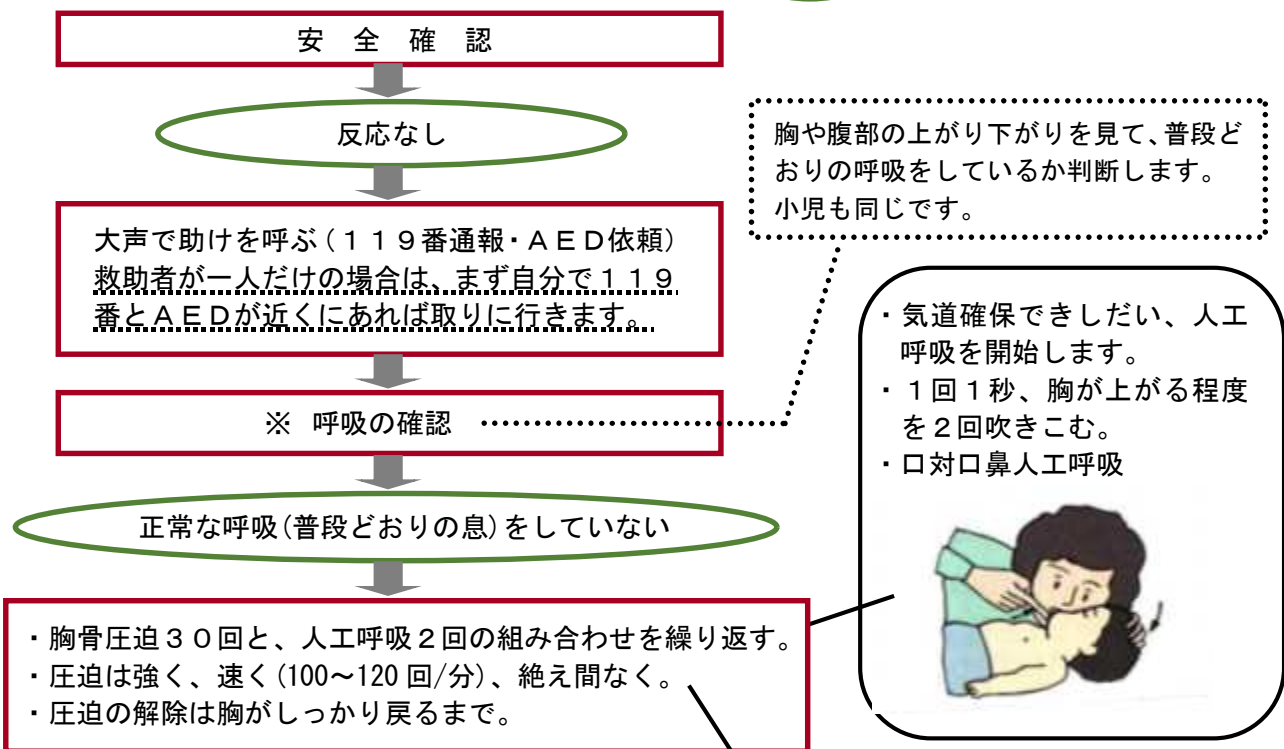 安 全 確 認
反応なし
胸や腹部の上がり下がりを見て、普段ど
おりの呼吸をしているか判断します。
小児も同じです。
大声で助けを呼ぶ(119番通報・AED依頼)
救助者が一人だけの場合は、まず自分で119
番とAEDが近くにあれば取りに行きます。
※ 呼吸の確認
・気道確保できしだい、人工
呼吸を開始します。
・1回1秒、胸が上がる程度
を2回吹きこむ。
・口対口鼻人工呼吸
正常な呼吸(普段どおりの息)をしていない
・胸骨圧迫30回と、人工呼吸2回の組み合わせを繰り返す。
・圧迫は強く、速く(100~120回/分)、絶え間なく。
・圧迫の解除は胸がしっかり戻るまで。